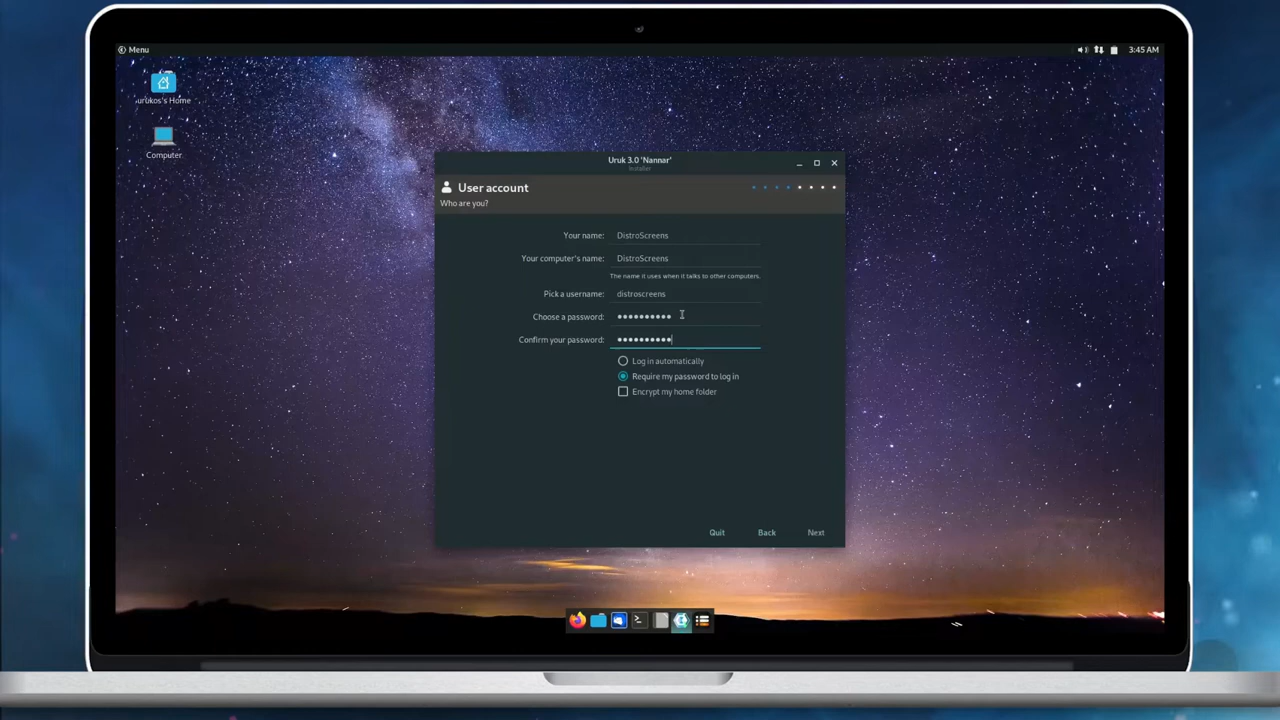 Menu
3:45 AM
urukos's Home
Computer
Uruk 3.0 'Nannar'
Installer
User account
Who are you?
Your name: DistroScreens
Your computer's name: DistroScreens
The name it uses when it talks to other computers.
Pick a username: distroscreens
Choose a password: ●●●●●●●●●●
Confirm your password: ●●●●●●●●●●
Log in automatically
Require my password to log in
Encrypt my home folder
Quit Back Next